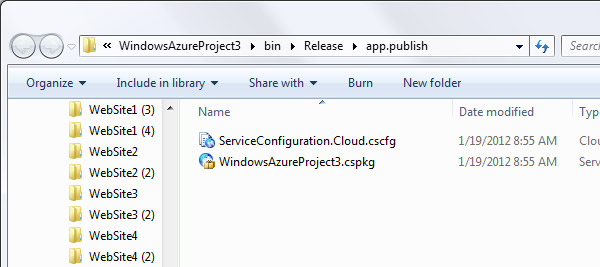 « WindowsAzureProject3 ▸ bin ▸ Release ▸ app.publish
Searc
Organize Include in library Share with Burn New folder
Name Date modified Ty
WebSite1 (3)
WebSite1 (4)
WebSite2
WebSite2 (2)
WebSite3
WebSite3 (2)
WebSite4
WebSite4 (2)
ServiceConfiguration.Cloud.cscfg 1/19/2012 8:55 AM Clou
WindowsAzureProject3.cspkg 1/19/2012 8:55 AM Serv